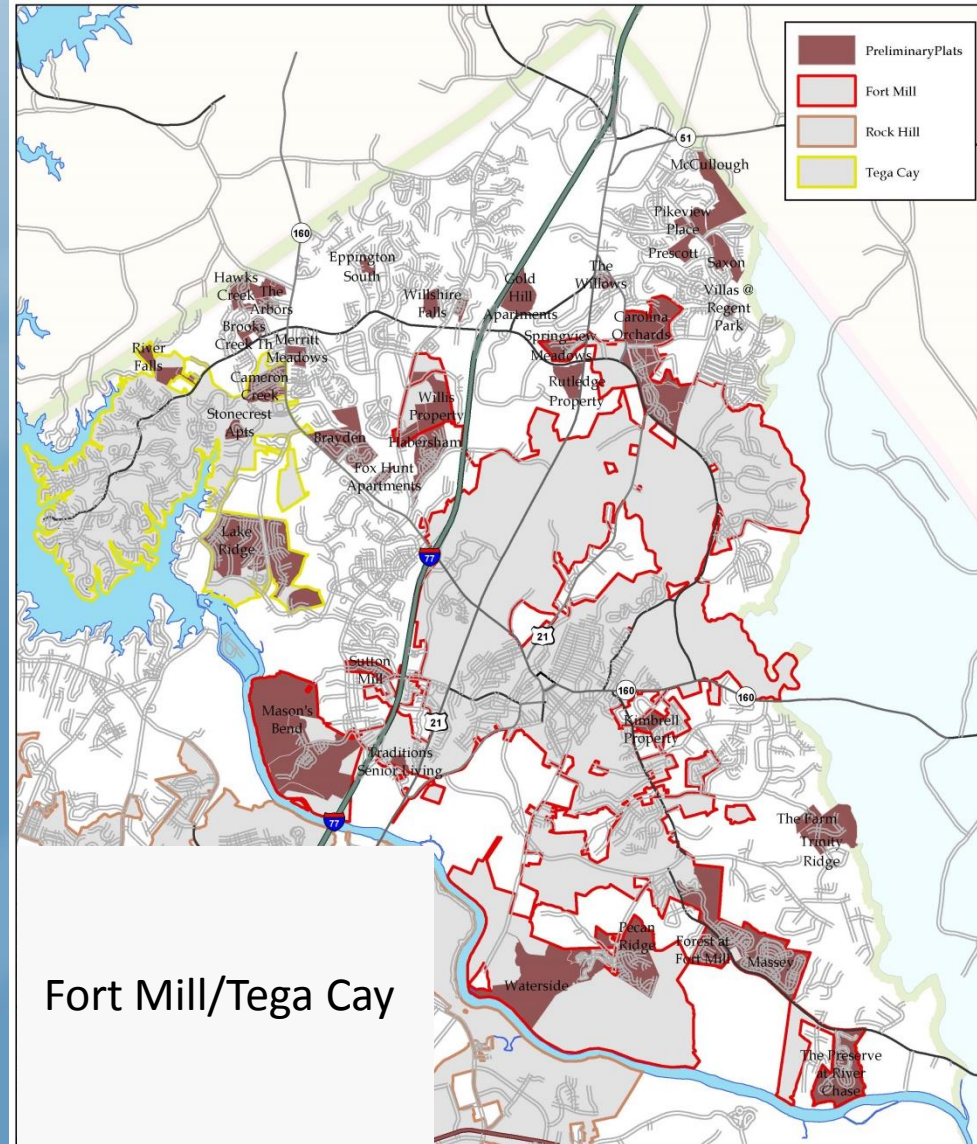 PreliminaryPlats
Fort Mill
Rock Hill
Tega Cay
51
McCullough
160
Pikeview
Place
Eppington
South
Prescott
Saxon
Hawks
Creek
The
Arbors
Willshire
Falls
Gold
Hill
Apartments
The
Willows
Villas @
Regent
Park
Brooks
Creek Th
Merritt
Meadows
Carolina
Orchards
Springview
Meadows
River
Falls
Cameron
Creek
Willis
Property
Rutledge
Property
Stonecrest
Apts
Brayden
Habersham
Fox Hunt
Apartments
Lake
Ridge
77
21
Sutton
Mill
160
160
Mason's
Bend
21
Kimbrell
Property
Traditions
Senior Living
77
The Farm
Trinity
Ridge
Pecan
Ridge
Forest at
Fort Mill
Massey
Waterside
Fort Mill/Tega Cay
The Preserve
at River
Chase